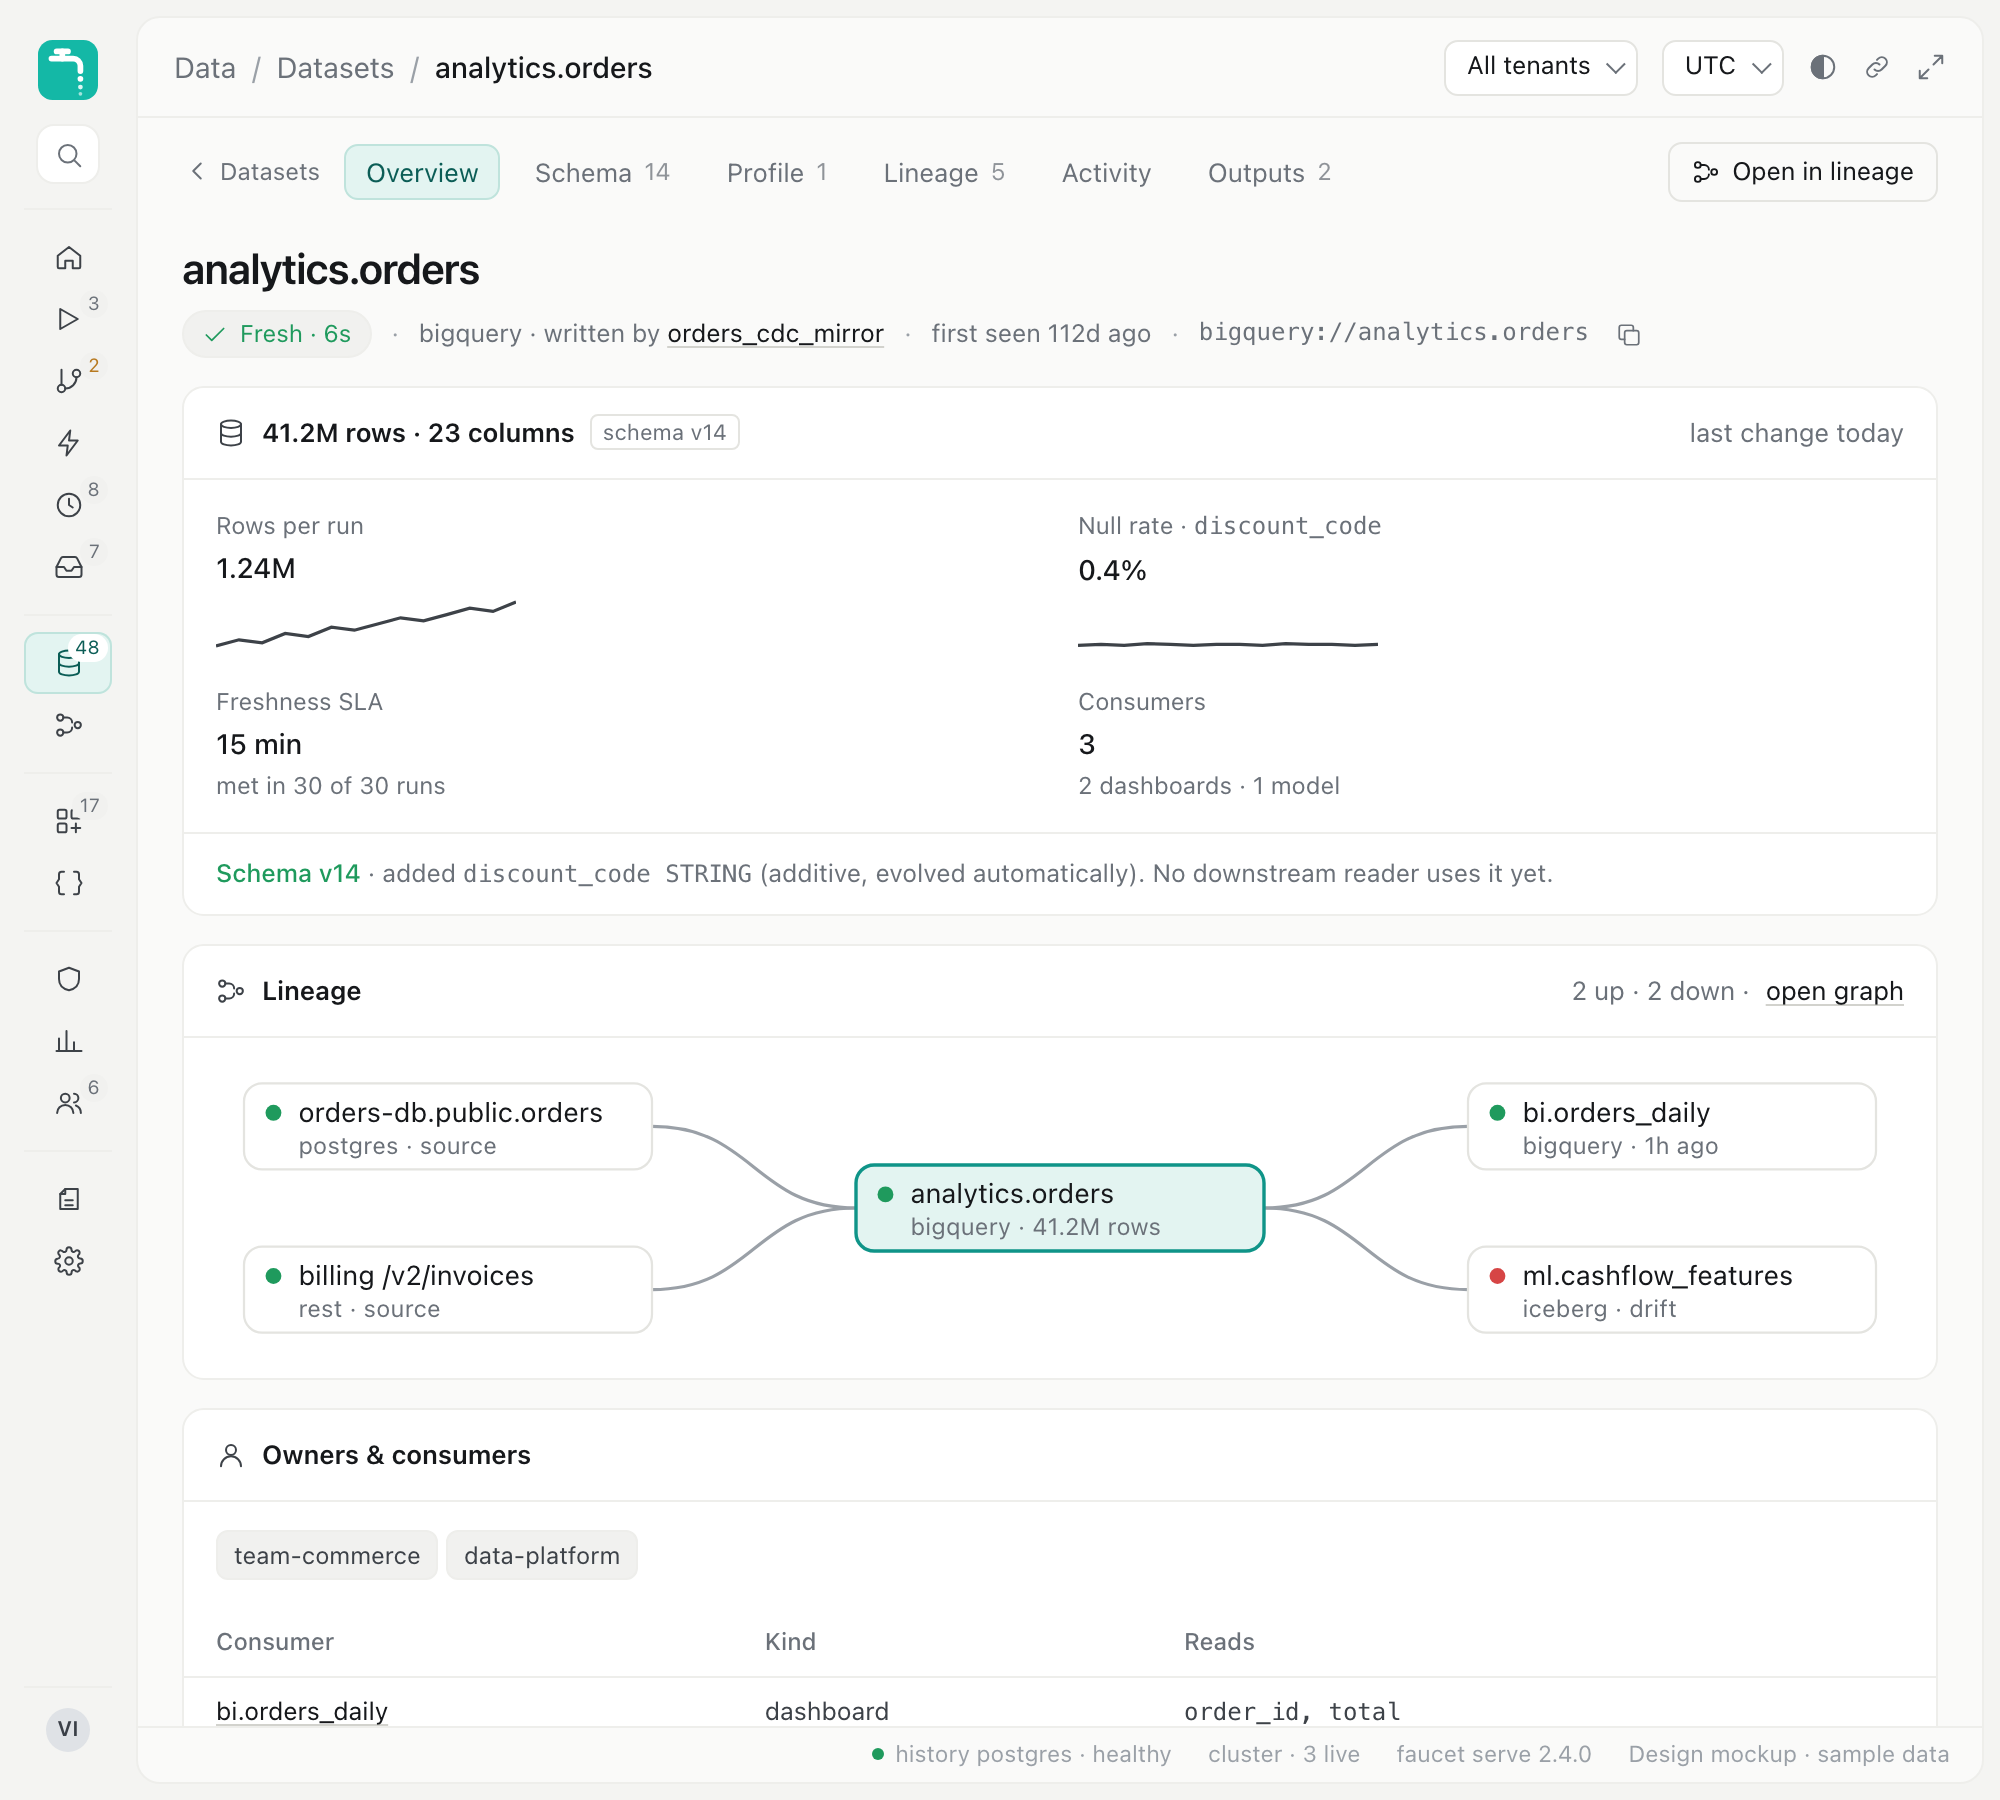 Data / Datasets / analytics.orders
All tenants
UTC
Datasets
Overview
Schema 14
Profile 1
Lineage 5
Activity
Outputs 2
Open in lineage
3
2
8
7
48
17
6
VI
analytics.orders
Fresh · 6s · bigquery · written by orders_cdc_mirror · first seen 112d ago · bigquery://analytics.orders
41.2M rows · 23 columns
schema v14
last change today
Rows per run
1.24M
Null rate · discount_code
0.4%
Freshness SLA
15 min
met in 30 of 30 runs
Consumers
3
2 dashboards · 1 model
Schema v14 · added discount_code STRING (additive, evolved automatically). No downstream reader uses it yet.
Lineage
2 up · 2 down · open graph
orders-db.public.orders
postgres · source
billing /v2/invoices
rest · source
analytics.orders
bigquery · 41.2M rows
bi.orders_daily
bigquery · 1h ago
ml.cashflow_features
iceberg · drift
Owners & consumers
team-commerce
data-platform
Consumer
Kind
Reads
bi.orders_daily
dashboard
order_id, total
history postgres · healthy
cluster · 3 live
faucet serve 2.4.0
Design mockup · sample data